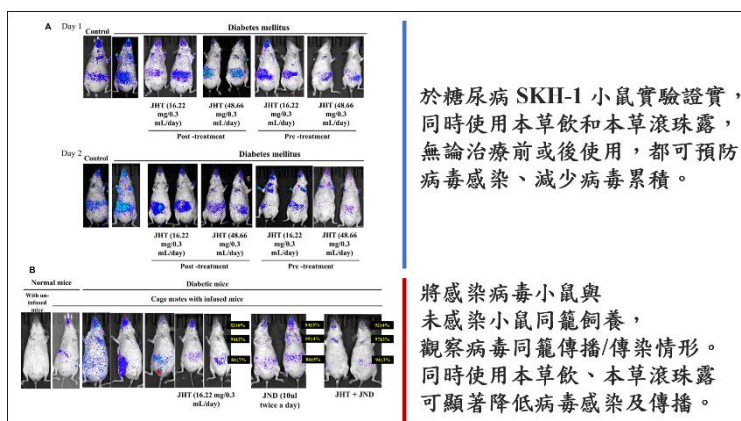 A
Day 1
Diabetes mellitus
Control
JHT (16.22
mg/0.3
mL/day)
JHT (48.66
mg/0.3
mL/day)
JHT (16.22
mg/0.3
mL/day)
JHT (48.66
mg/0.3
mL/day)
Post -treatment
Pre -treatment
Day 2
Diabetes mellitus
Control
JHT (16.22
mg/0.3
mL/day)
JHT (48.66
mg/0.3
mL/day)
JHT (16.22
mg/0.3
mL/day)
JHT (48.66
mg/0.3
mL/day)
Post -treatment
Pre -treatment
B
Normal mice
Diabetic mice
With un-
infused
mice
Cage mates with infused mice
JHT (16.22 mg/0.3
mL/day)
JND (10ul
twice a day)
JHT + JND
於糖尿病 SKH-1 小鼠實驗證實，
同時使用本草飲和本草滾珠露，
無論治療前或後使用，都可預防
病毒感染、減少病毒累積。
將感染病毒小鼠與
未感染小鼠同籠飼養，
觀察病毒同籠傳播/傳染情形。
同時使用本草飲、本草滾珠露
可顯著降低病毒感染及傳播。